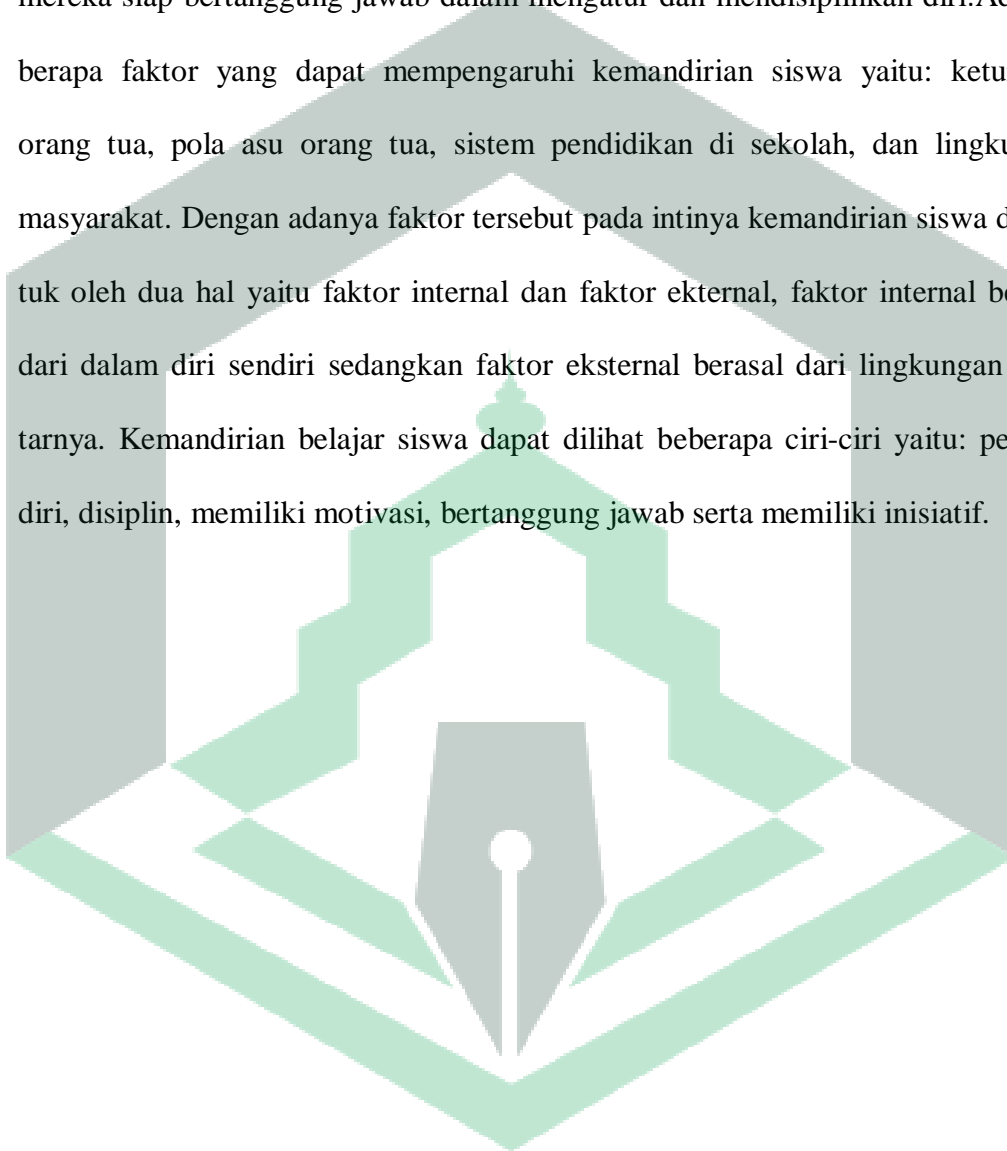 mereka siap bertanggung jawab dalam mengatur dan mendisiplinkan diri.Ad
berapa faktor yang dapat mempengaruhi kemandirian siswa yaitu: ketu
orang tua, pola asu orang tua, sistem pendidikan di sekolah, dan lingku
masyarakat. Dengan adanya faktor tersebut pada intinya kemandirian siswa d
tuk oleh dua hal yaitu faktor internal dan faktor ekternal, faktor internal be
dari dalam diri sendiri sedangkan faktor eksternal berasal dari lingkungan
tarnya. Kemandirian belajar siswa dapat dilihat beberapa ciri-ciri yaitu: pe
diri, disiplin, memiliki motivasi, bertanggung jawab serta memiliki inisiatif.